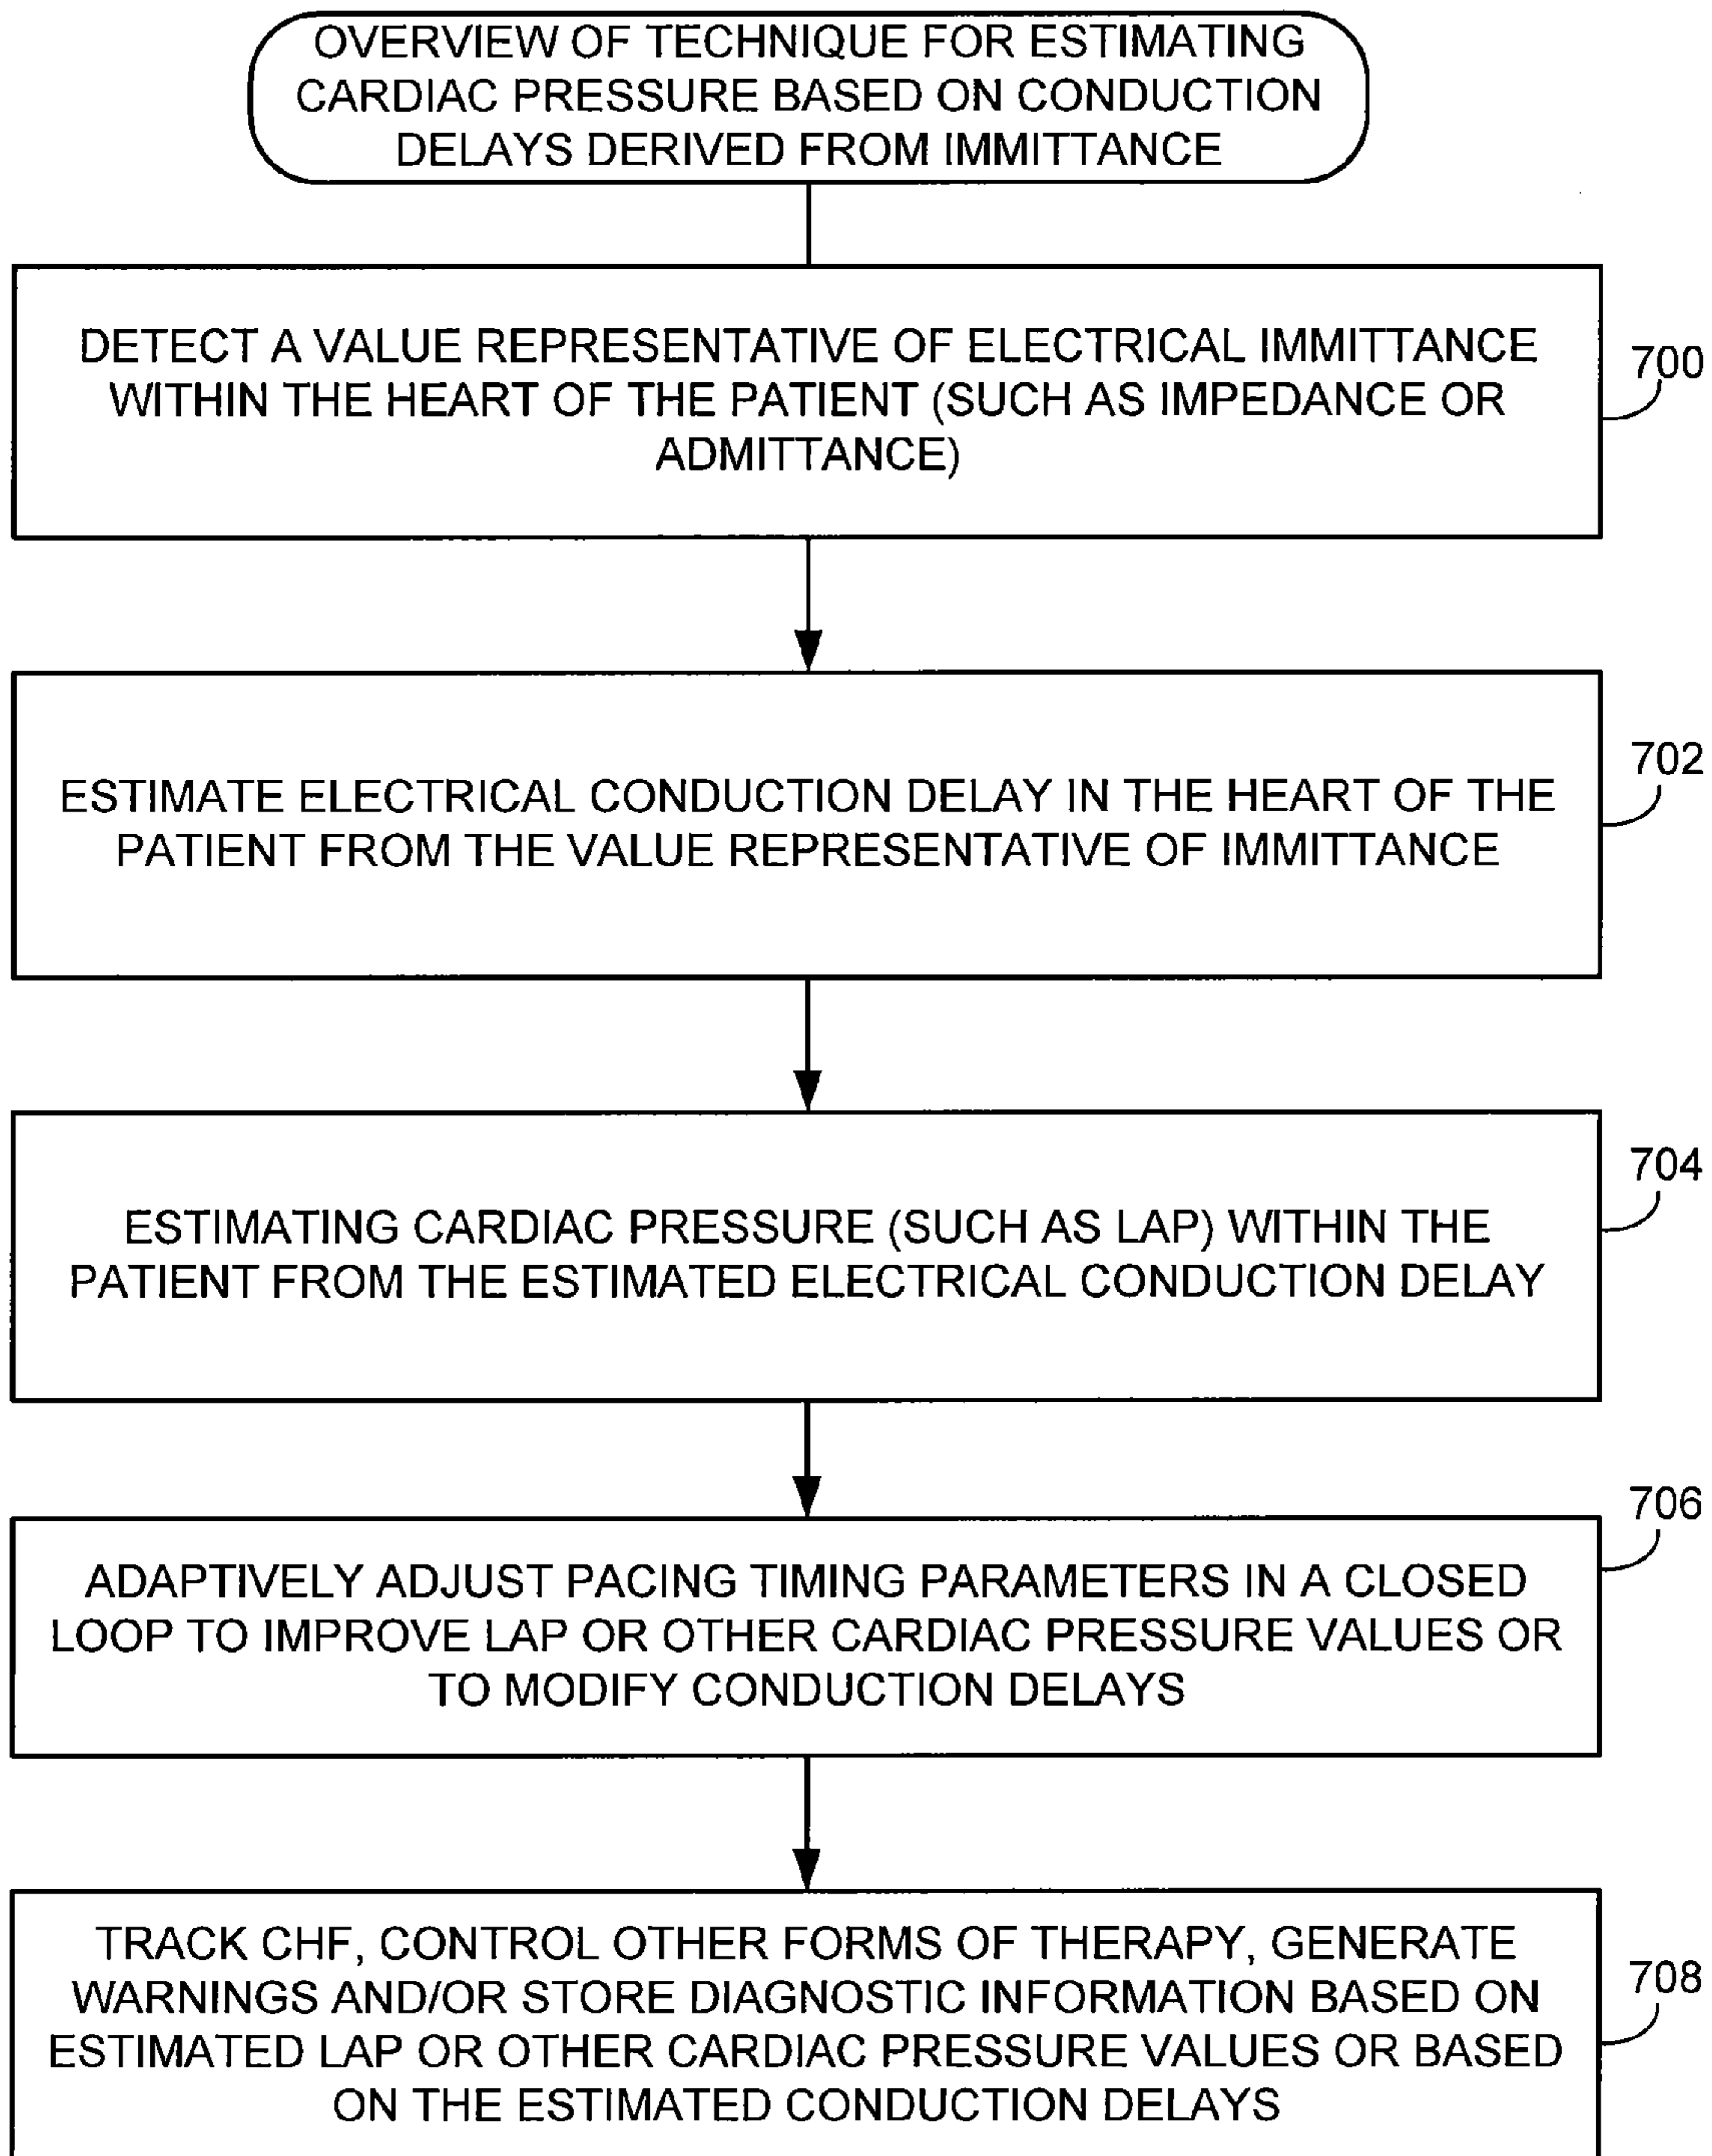 OVERVIEW OF TECHNIQUE FOR ESTIMATING
CARDIAC PRESSURE BASED ON CONDUCTION
DELAYS DERIVED FROM IMMITTANCE
DETECT A VALUE REPRESENTATIVE OF ELECTRICAL IMMITTANCE
WITHIN THE HEART OF THE PATIENT (SUCH AS IMPEDANCE OR
ADMITTANCE)
700
ESTIMATE ELECTRICAL CONDUCTION DELAY IN THE HEART OF THE
PATIENT FROM THE VALUE REPRESENTATIVE OF IMMITTANCE
702
ESTIMATING CARDIAC PRESSURE (SUCH AS LAP) WITHIN THE
PATIENT FROM THE ESTIMATED ELECTRICAL CONDUCTION DELAY
704
ADAPTIVELY ADJUST PACING TIMING PARAMETERS IN A CLOSED
LOOP TO IMPROVE LAP OR OTHER CARDIAC PRESSURE VALUES OR
TO MODIFY CONDUCTION DELAYS
706
TRACK CHF, CONTROL OTHER FORMS OF THERAPY, GENERATE
WARNINGS AND/OR STORE DIAGNOSTIC INFORMATION BASED ON
ESTIMATED LAP OR OTHER CARDIAC PRESSURE VALUES OR BASED
ON THE ESTIMATED CONDUCTION DELAYS
708